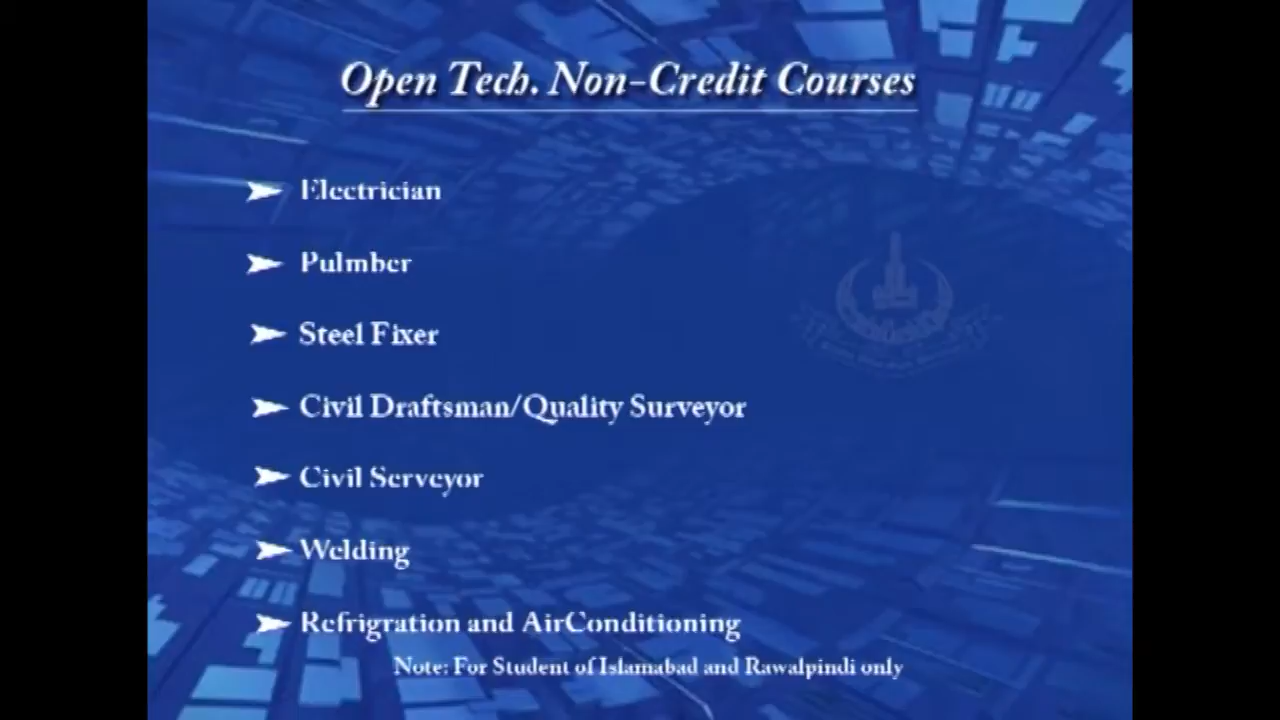 Open Tech. Non-Credit Courses
Electrician
Pulmber
Steel Fixer
Civil Draftsman/Quality Surveyor
Civil Serveyor
Welding
Refrigration and AirConditioning
Note: For Student of Islamabad and Rawalpindi only